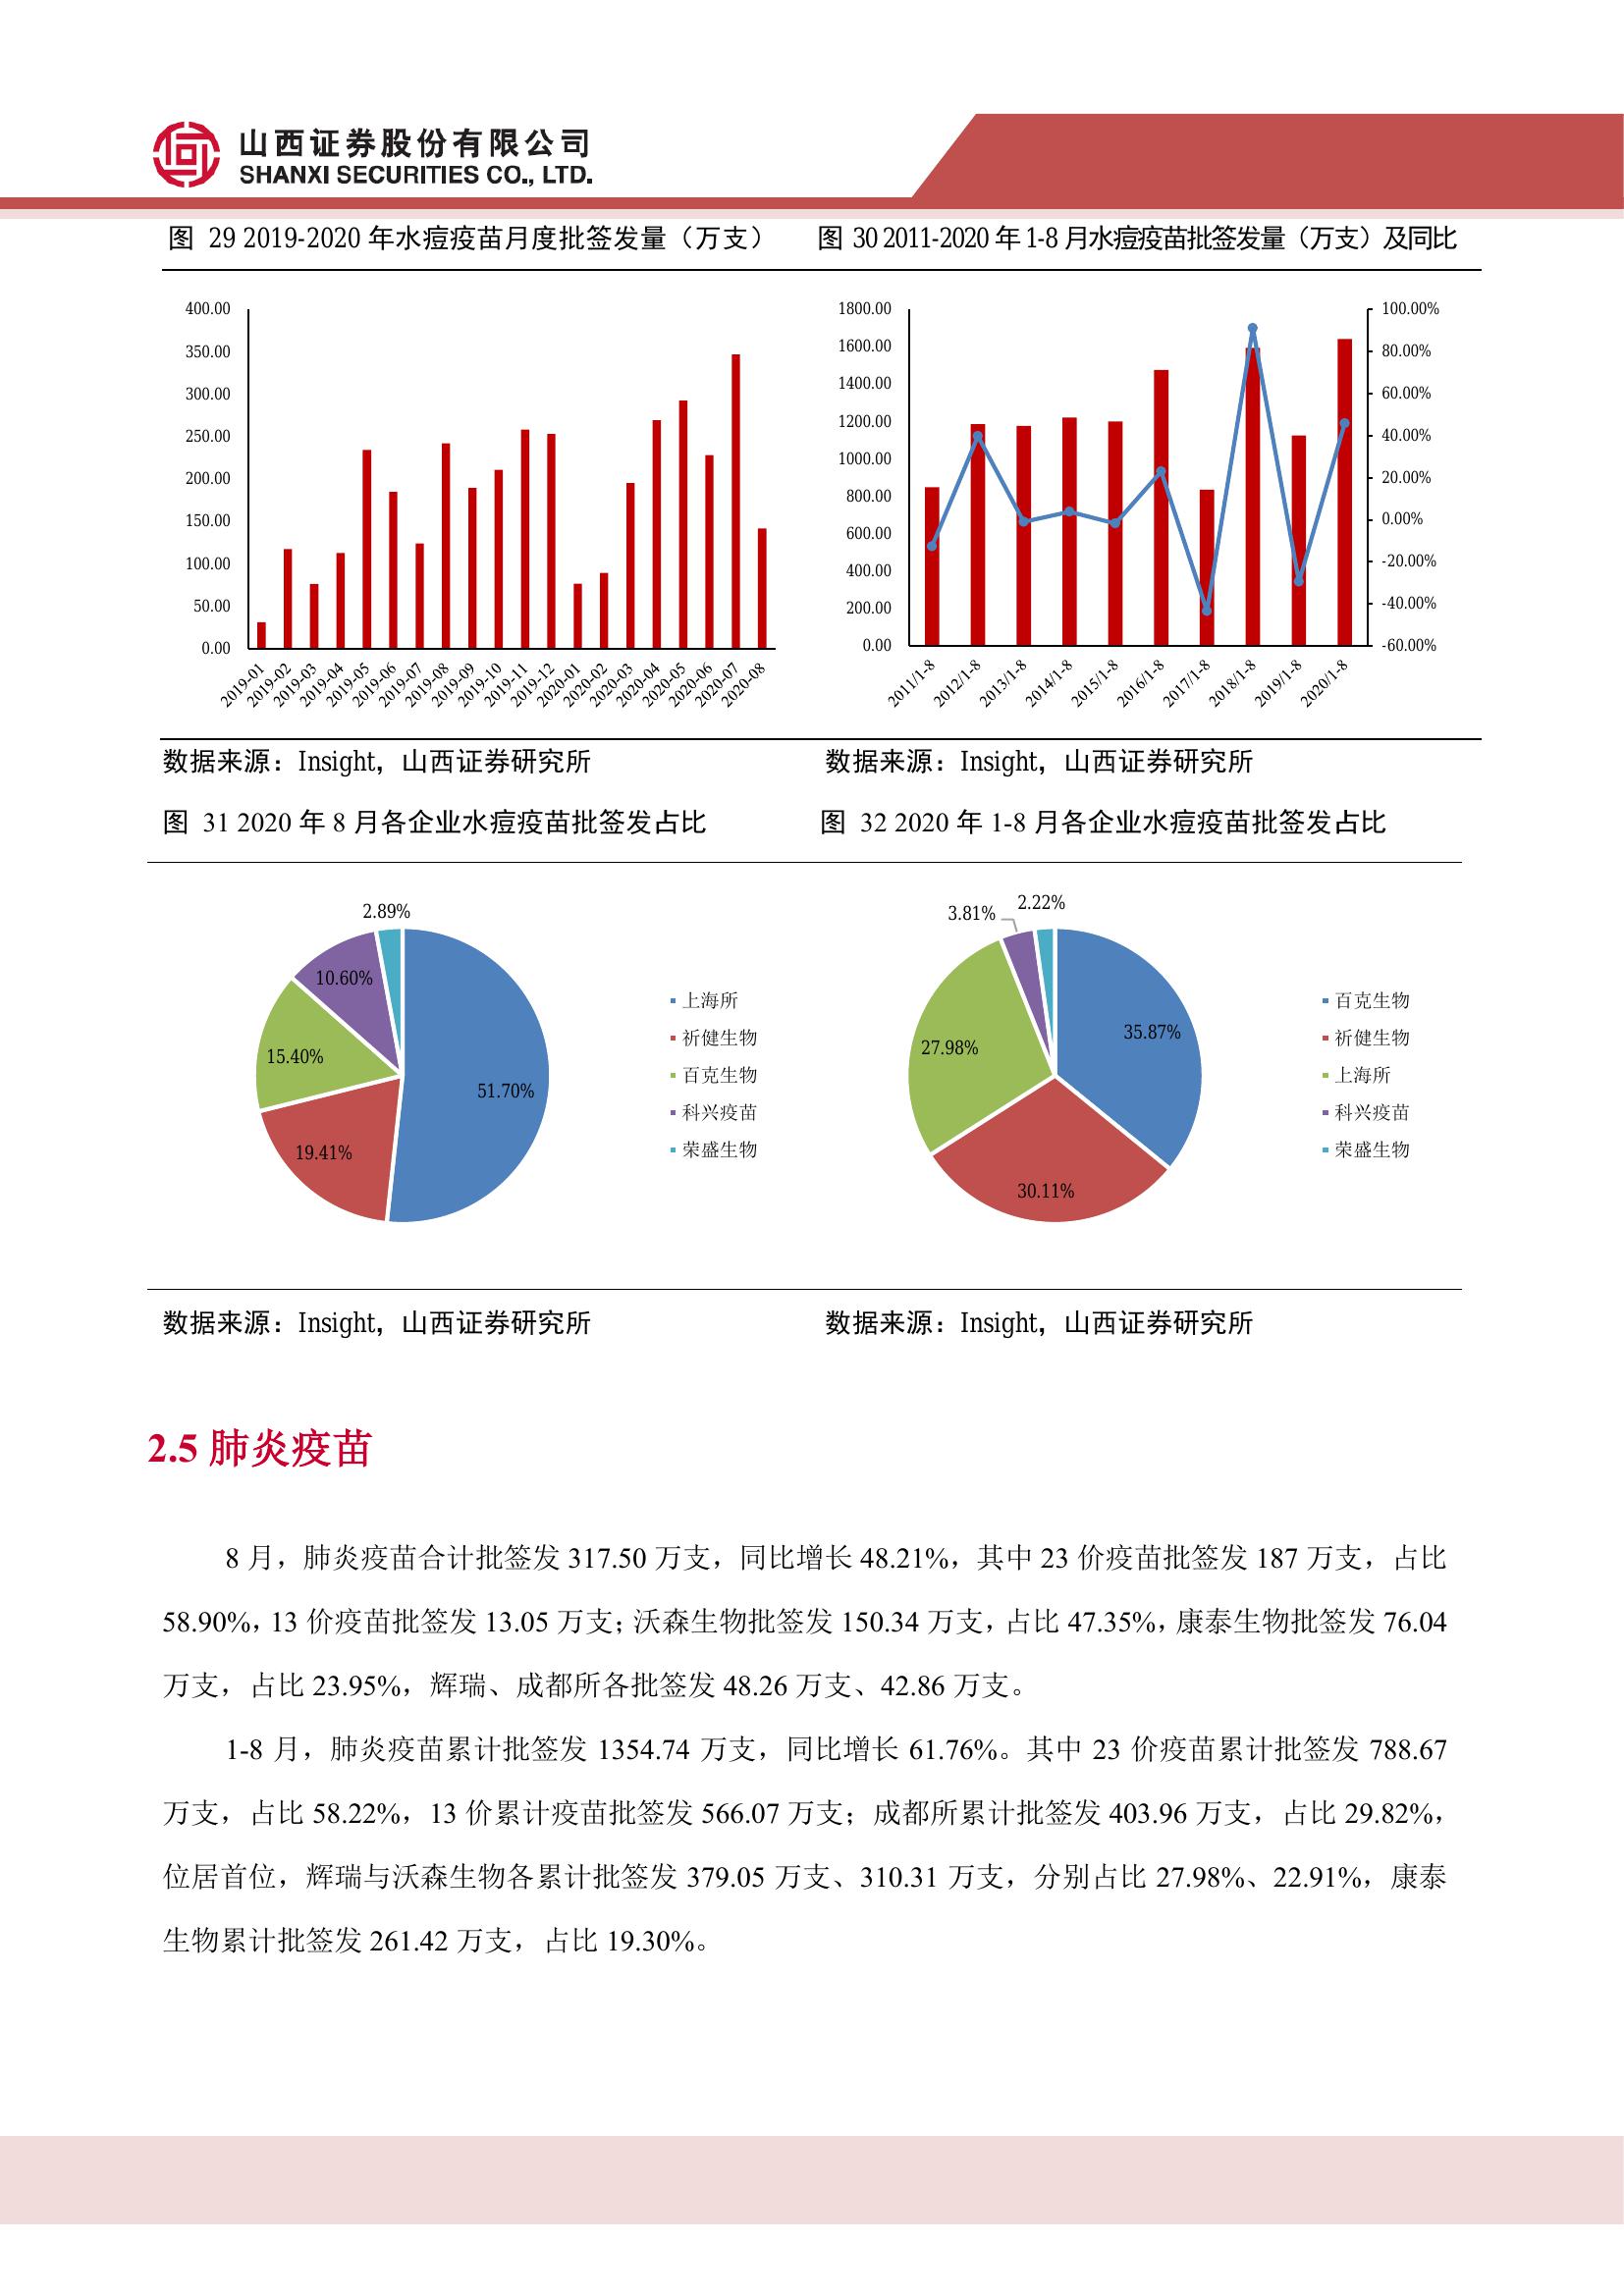 山西证券股份有限公司
SHANXI SECURITIES CO., LTD.
图 29 2019-2020 年水痘疫苗月度批签发量（万支）
图 30 2011-2020 年 1-8 月水痘疫苗批签发量（万支）及同比
400.00
350.00
300.00
250.00
200.00
150.00
100.00
50.00
0.00
2019-01
2019-02
2019-03
2019-04
2019-05
2019-06
2019-07
2019-08
2019-09
2019-10
2019-11
2019-12
2020-01
2020-02
2020-03
2020-04
2020-05
2020-06
2020-07
2020-08
1800.00
1600.00
1400.00
1200.00
1000.00
800.00
600.00
400.00
200.00
0.00
100.00%
80.00%
60.00%
40.00%
20.00%
0.00%
-20.00%
-40.00%
-60.00%
2011/1-8
2012/1-8
2013/1-8
2014/1-8
2015/1-8
2016/1-8
2017/1-8
2018/1-8
2019/1-8
2020/1-8
数据来源：Insight，山西证券研究所
数据来源：Insight，山西证券研究所
图 31 2020 年 8 月各企业水痘疫苗批签发占比
图 32 2020 年 1-8 月各企业水痘疫苗批签发占比
2.89%
10.60%
15.40%
19.41%
51.70%
上海所
祈健生物
百克生物
科兴疫苗
荣盛生物
2.22%
3.81%
27.98%
35.87%
30.11%
百克生物
祈健生物
上海所
科兴疫苗
荣盛生物
数据来源：Insight，山西证券研究所
数据来源：Insight，山西证券研究所
2.5 肺炎疫苗
8 月，肺炎疫苗合计批签发 317.50 万支，同比增长 48.21%，其中 23 价疫苗批签发 187 万支，占比
58.90%，13 价疫苗批签发 13.05 万支；沃森生物批签发 150.34 万支，占比 47.35%，康泰生物批签发 76.04
万支，占比 23.95%，辉瑞、成都所各批签发 48.26 万支、42.86 万支。
1-8 月，肺炎疫苗累计批签发 1354.74 万支，同比增长 61.76%。其中 23 价疫苗累计批签发 788.67
万支，占比 58.22%，13 价累计疫苗批签发 566.07 万支；成都所累计批签发 403.96 万支，占比 29.82%，
位居首位，辉瑞与沃森生物各累计批签发 379.05 万支、310.31 万支，分别占比 27.98%、22.91%，康泰
生物累计批签发 261.42 万支，占比 19.30%。